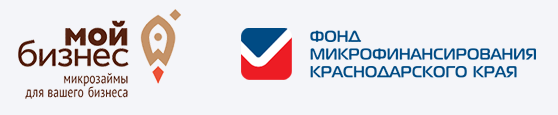 мой
бизнес
микрозаймы
для вашего бизнеса
ФОНД
МИКРОФИНАНСИРОВАНИЯ
КРАСНОДАРСКОГО КРАЯ